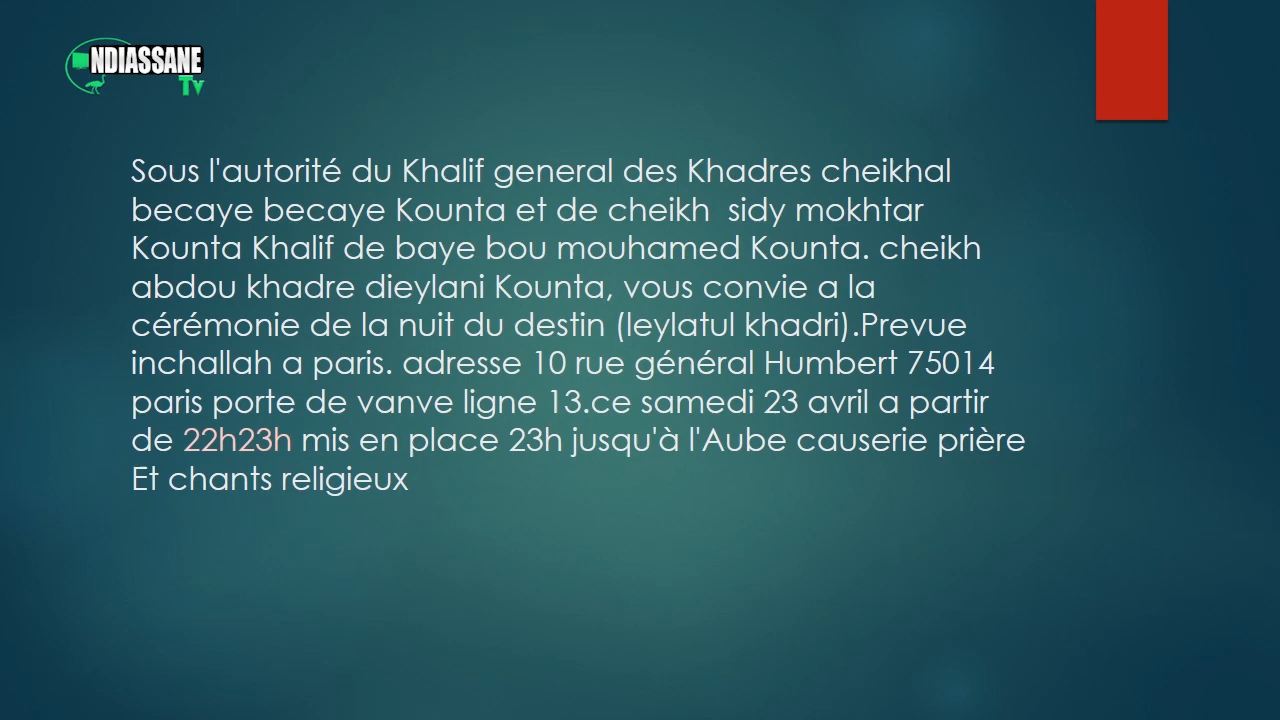 NDIASSANE
Tv
Sous l'autorité du Khalif general des Khadres cheikhal
becaye becaye Kounta et de cheikh  sidy mokhtar
Kounta Khalif de baye bou mouhamed Kounta. cheikh
abdou khadre dieylani Kounta, vous convie a la
cérémonie de la nuit du destin (leylatul khadri).Prevue
inchallah a paris. adresse 10 rue général Humbert 75014
paris porte de vanve ligne 13.ce samedi 23 avril a partir
de 22h23h mis en place 23h jusqu'à l'Aube causerie prière
Et chants religieux